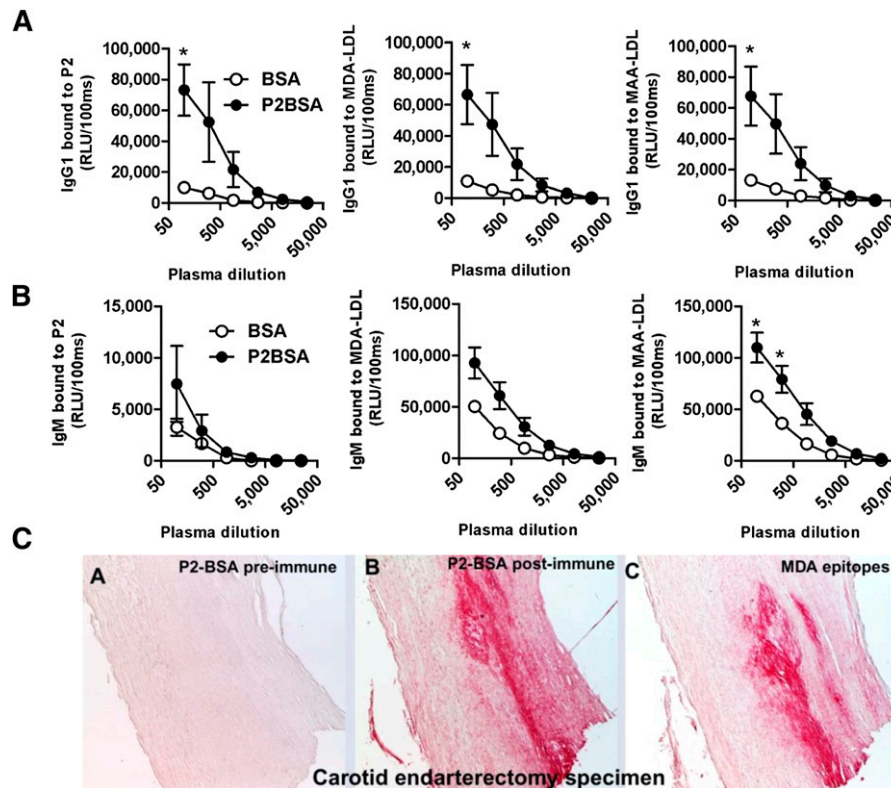 A
IgG1 bound to P2
(RLU/100ms)
100,000
80,000
60,000
40,000
20,000
0
*
BSA
P2BSA
50
500
5,000
50,000
Plasma dilution
IgG1 bound to MDA-LDL
(RLU/100ms)
100,000
80,000
60,000
40,000
20,000
0
*
50
500
5,000
50,000
Plasma dilution
IgG1 bound to MAA-LDL
(RLU/100ms)
100,000
80,000
60,000
40,000
20,000
0
*
50
500
5,000
50,000
Plasma dilution
B
IgM bound to P2
(RLU/100ms)
15,000
10,000
5,000
0
BSA
P2BSA
50
500
5,000
50,000
Plasma dilution
IgM bound to MDA-LDL
(RLU/100ms)
150,000
100,000
50,000
0
50
500
5,000
50,000
Plasma dilution
IgM bound to MAA-LDL
(RLU/100ms)
150,000
100,000
50,000
0
*
*
50
500
5,000
50,000
Plasma dilution
C
A
P2-BSA pre-immune
B
P2-BSA post-immune
C
MDA epitopes
Carotid endarterectomy specimen